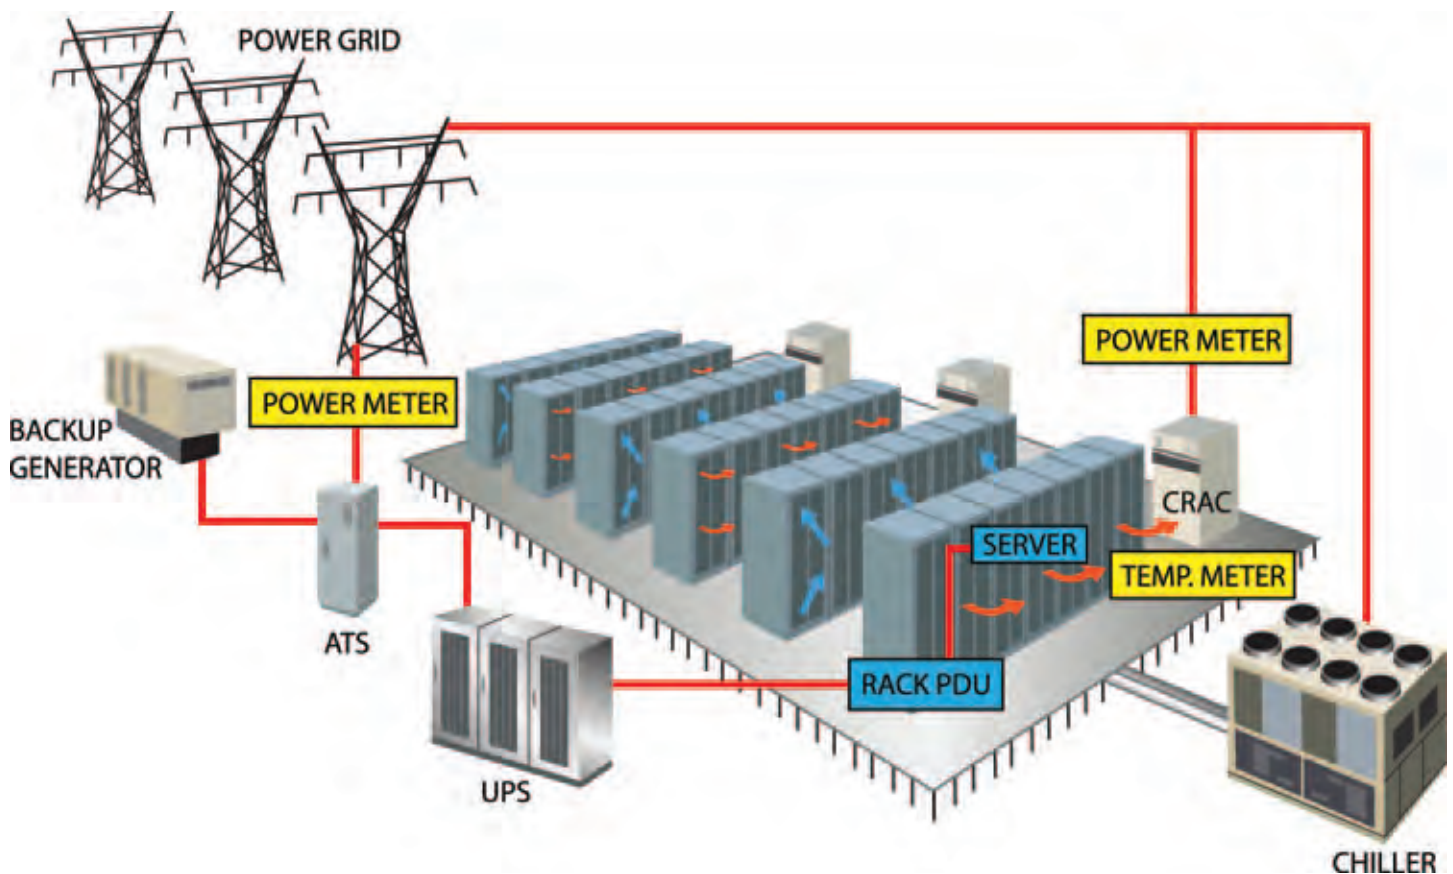 POWER GRID
POWER METER
POWER METER
BACKUP
GENERATOR
CRAC
SERVER
TEMP. METER
ATS
RACK PDU
UPS
CHILLER